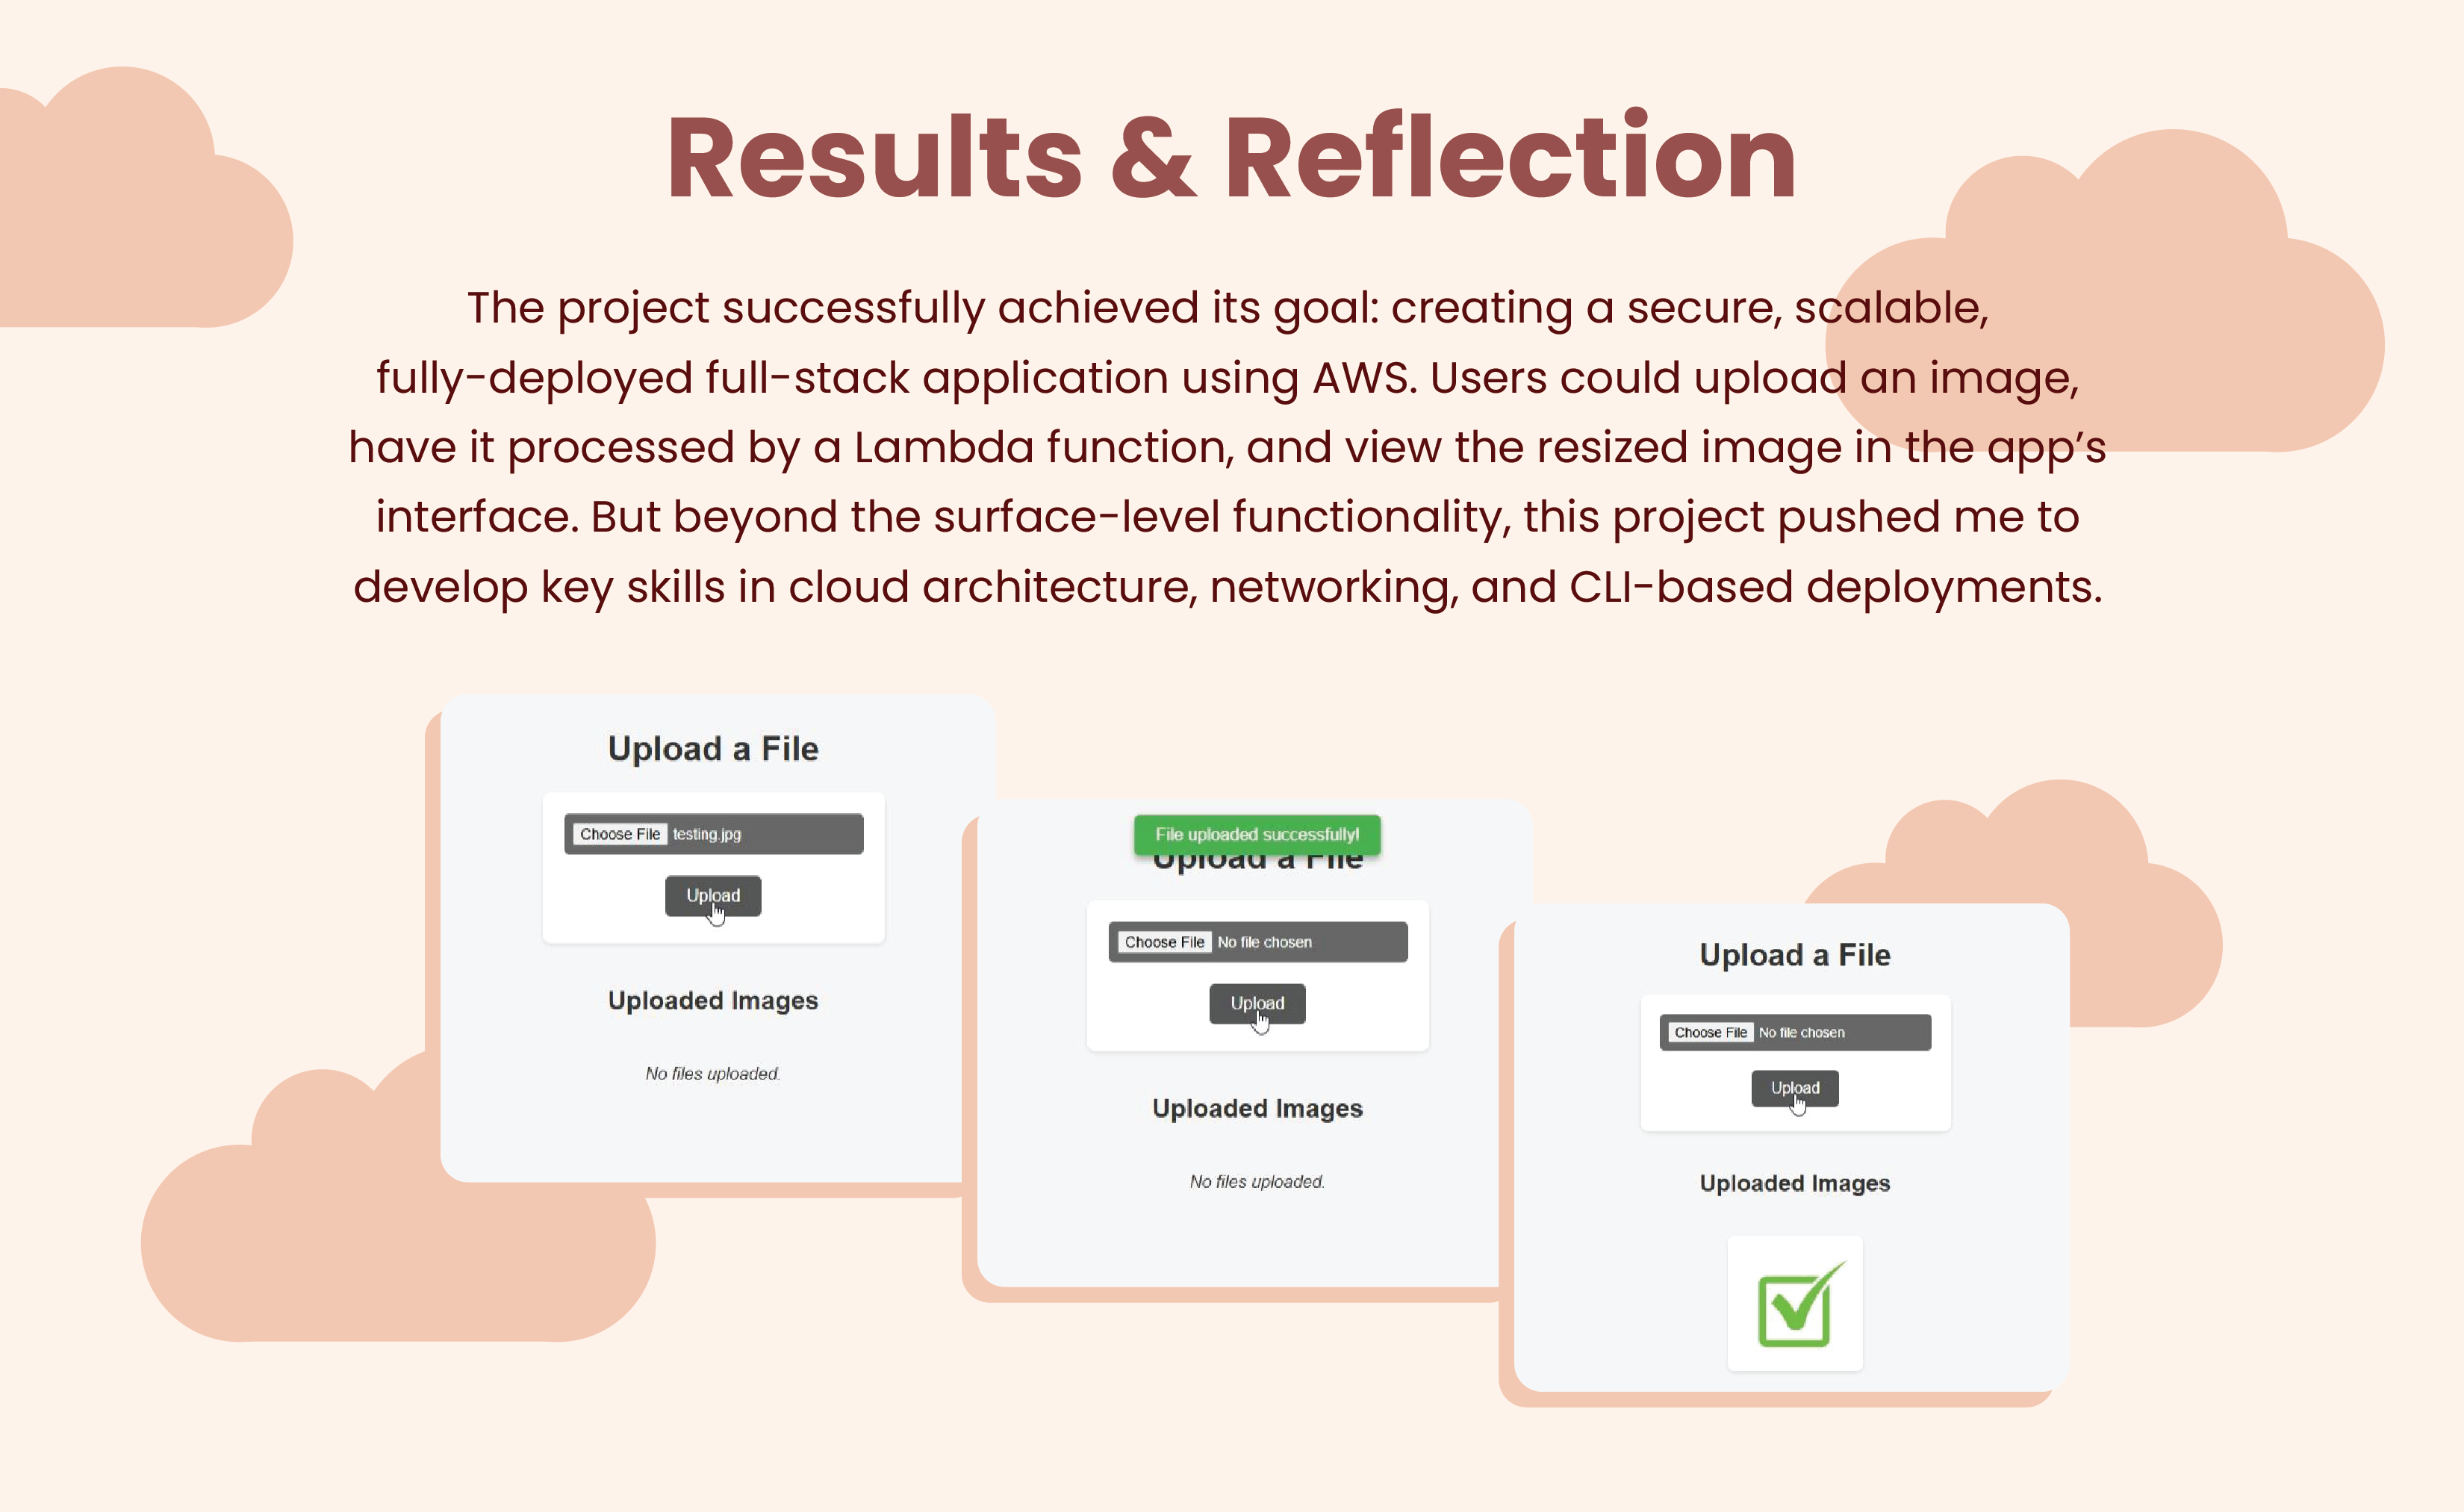 Results & Reflection
The project successfully achieved its goal: creating a secure, scalable,
fully-deployed full-stack application using AWS. Users could upload an image,
have it processed by a Lambda function, and view the resized image in the app’s
interface. But beyond the surface-level functionality, this project pushed me to
develop key skills in cloud architecture, networking, and CLI-based deployments.
Upload a File
Choose File testing.jpg
Upload
Uploaded Images
No files uploaded.
File uploaded successfully!
Upload a File
Choose File No file chosen
Upload
Uploaded Images
No files uploaded.
Upload a File
Choose File No file chosen
Upload
Uploaded Images